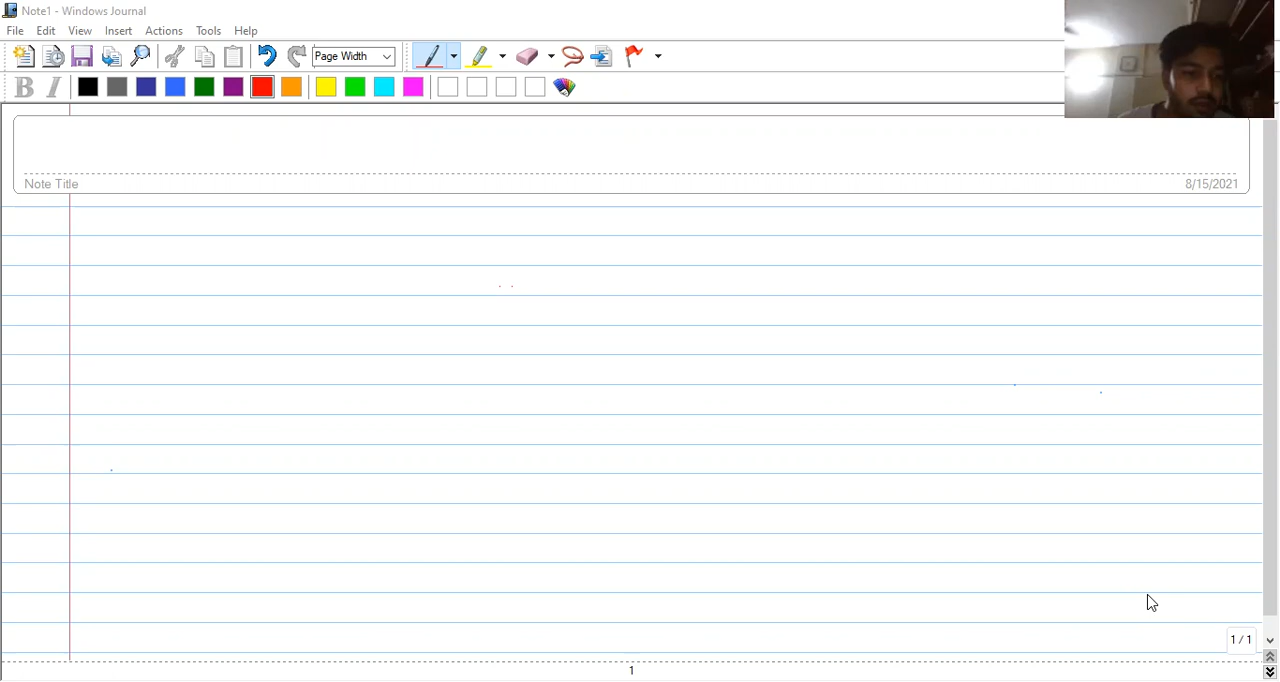 Note1 - Windows Journal
File Edit View Insert Actions Tools Help
Page Width
B I
Note Title
8/15/2021
1 / 1
1